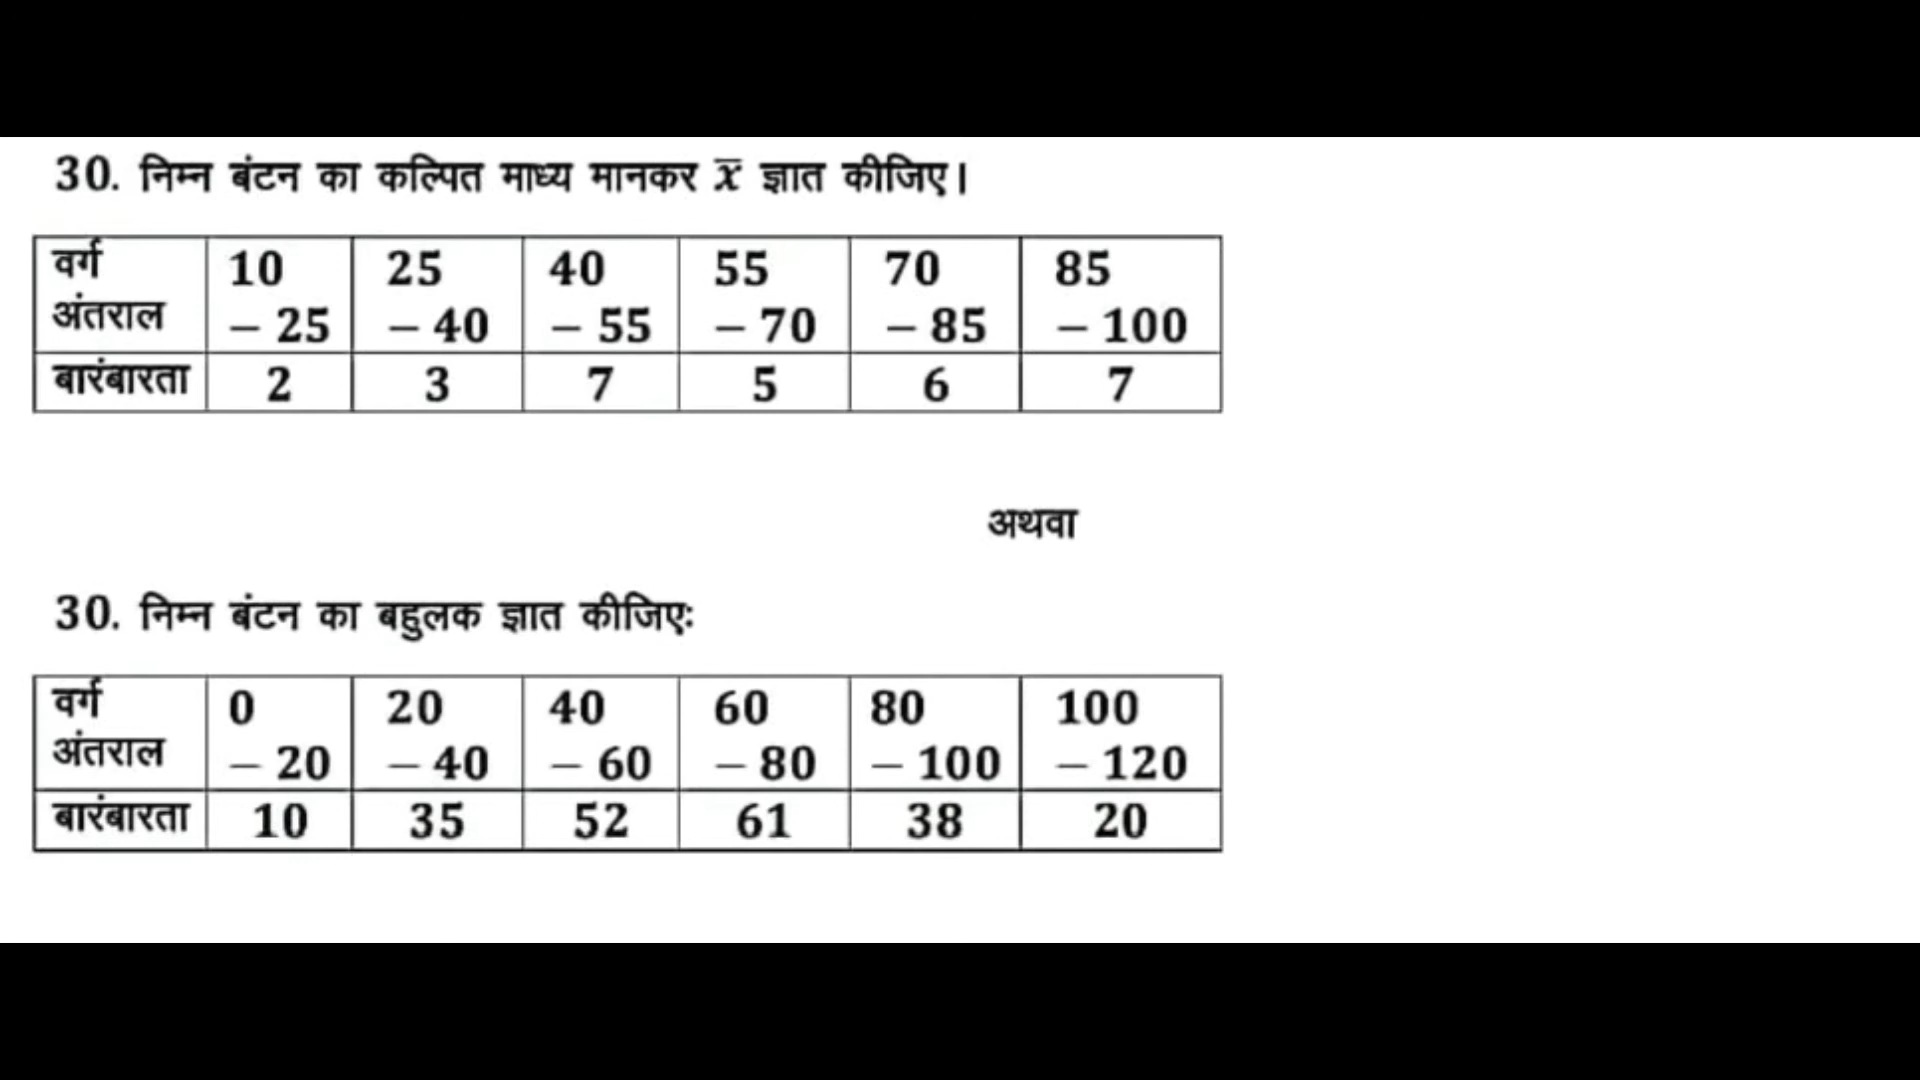 30. निम्न बंटन का कल्पित माध्य मानकर x̅ ज्ञात कीजिए।
वर्ग अंतराल 10 – 25 25 – 40 40 – 55 55 – 70 70 – 85 85 – 100
बारंबारता 2 3 7 5 6 7
अथवा
30. निम्न बंटन का बहुलक ज्ञात कीजिएः
वर्ग अंतराल 0 – 20 20 – 40 40 – 60 60 – 80 80 – 100 100 – 120
बारंबारता 10 35 52 61 38 20